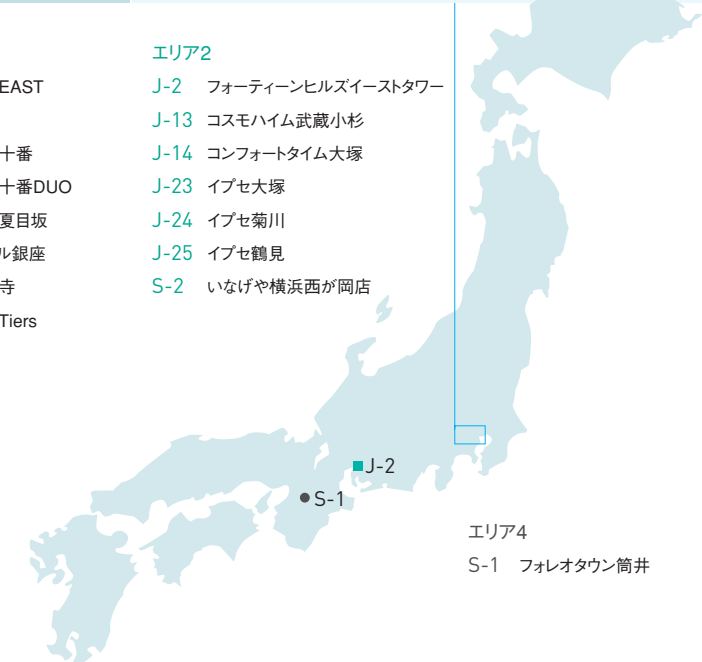 EAST
十番
十番DUO
夏目坂
ル銀座
寺
Tiers
エリア2
J-2 フォーティーンヒルズイーストタワー
J-13 コスモハイム武蔵小杉
J-14 コンフォートタイム大塚
J-23 イプセ大塚
J-24 イプセ菊川
J-25 イプセ鶴見
S-2 いなげや横浜西が岡店
J-2
S-1
エリア4
S-1 フォレオタウン筒井